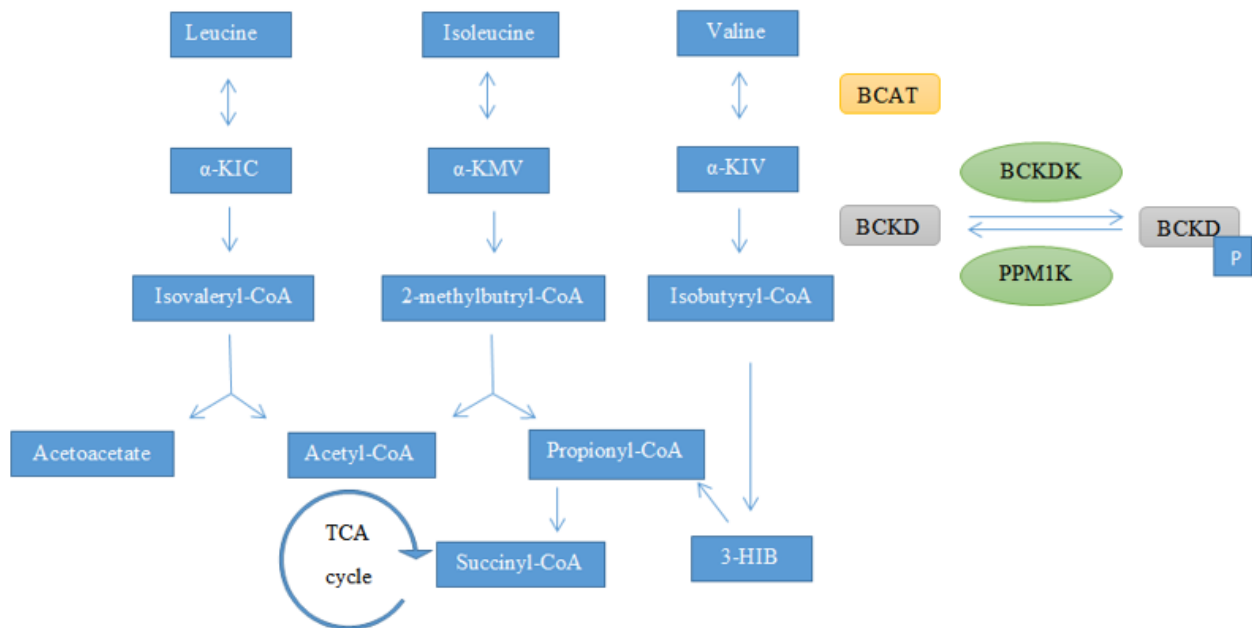 Leucine
Isoleucine
Valine
BCAT
α-KIC
α-KMV
α-KIV
BCKDK
BCKD
BCKD
P
PPM1K
Isovaleryl-CoA
2-methylbutryl-CoA
Isobutyryl-CoA
Acetoacetate
Acetyl-CoA
Propionyl-CoA
TCA
cycle
Succinyl-CoA
3-HIB